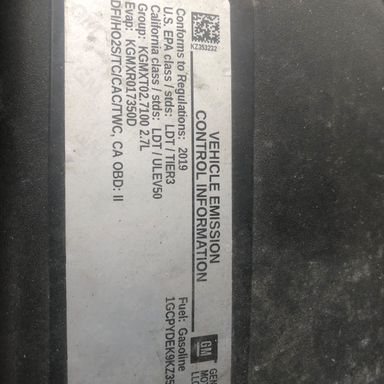 KZ353232
VEHICLE EMISSION
CONTROL INFORMATION
GM
Conforms to Regulations: 2019
U.S. EPA class / stds: LDT / TIER3
California class / stds: LDT / ULEV50
Group: KGMXT02.7100 2.7L
Evap: KGMXR017350D
DFI/HO2S/TC/CAC/TWC, CA OBD: II
Fuel: Gasoline